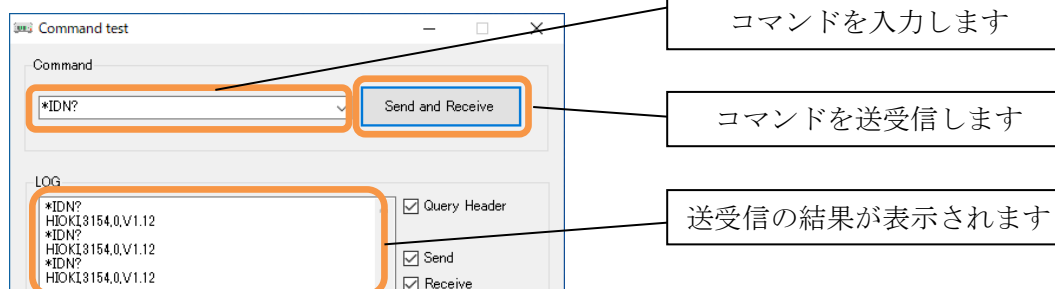 Command test
コマンドを入力します
Command
*IDN?
Send and Receive
コマンドを送受信します
LOG
*IDN?
HIOKI,3154,0,V1.12
*IDN?
HIOKI,3154,0,V1.12
*IDN?
HIOKI,3154,0,V1.12
Query Header
Send
Receive
送受信の結果が表示されます